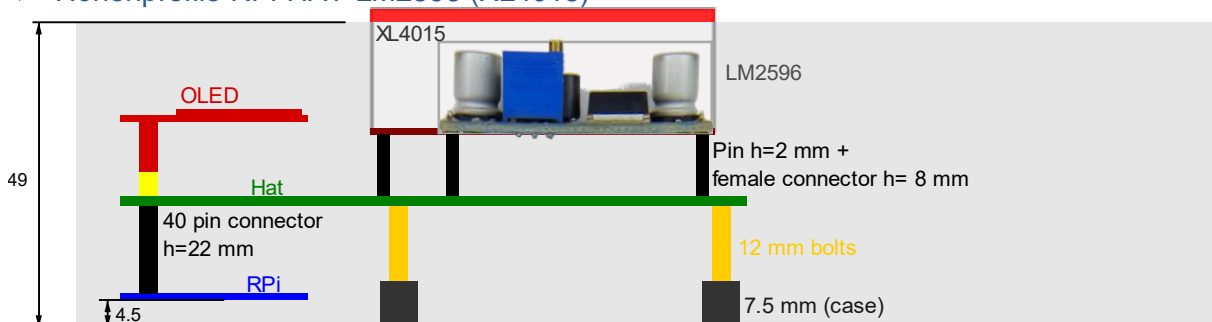 XL4015
LM2596
OLED
Pin h=2 mm +
female connector h= 8 mm
49
Hat
40 pin connector
h=22 mm
12 mm bolts
RPi
7.5 mm (case)
4.5